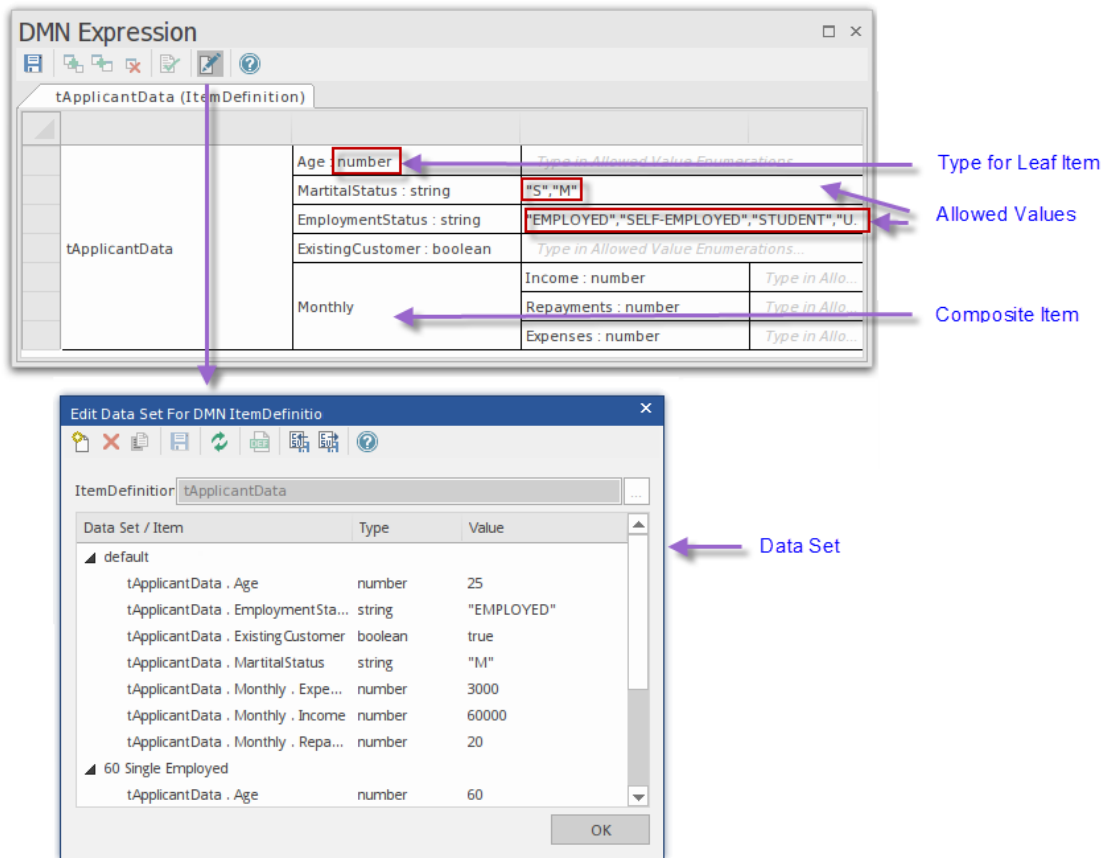 DMN Expression
tApplicantData (ItemDefinition)
Age : number Type in Allowed Value Enumerations... Type for Leaf Item
MartitalStatus : string "S","M"
Allowed Values
EmploymentStatus : string "EMPLOYED","SELF-EMPLOYED","STUDENT","U.
tApplicantData ExistingCustomer : boolean Type in Allowed Value Enumerations...
Income : number Type in Allo...
Monthly Repayments : number Type in Allo... Composite Item
Expenses : number Type in Allo...
Edit Data Set For DMN ItemDefinitio
ItemDefinition tApplicantData ...
Data Set / Item Type Value
Data Set
default
tApplicantData . Age number 25
tApplicantData . EmploymentSta... string "EMPLOYED"
tApplicantData . ExistingCustomer boolean true
tApplicantData . MartitalStatus string "M"
tApplicantData . Monthly . Expe... number 3000
tApplicantData . Monthly . Income number 60000
tApplicantData . Monthly . Repa... number 20
60 Single Employed
tApplicantData . Age number 60
OK